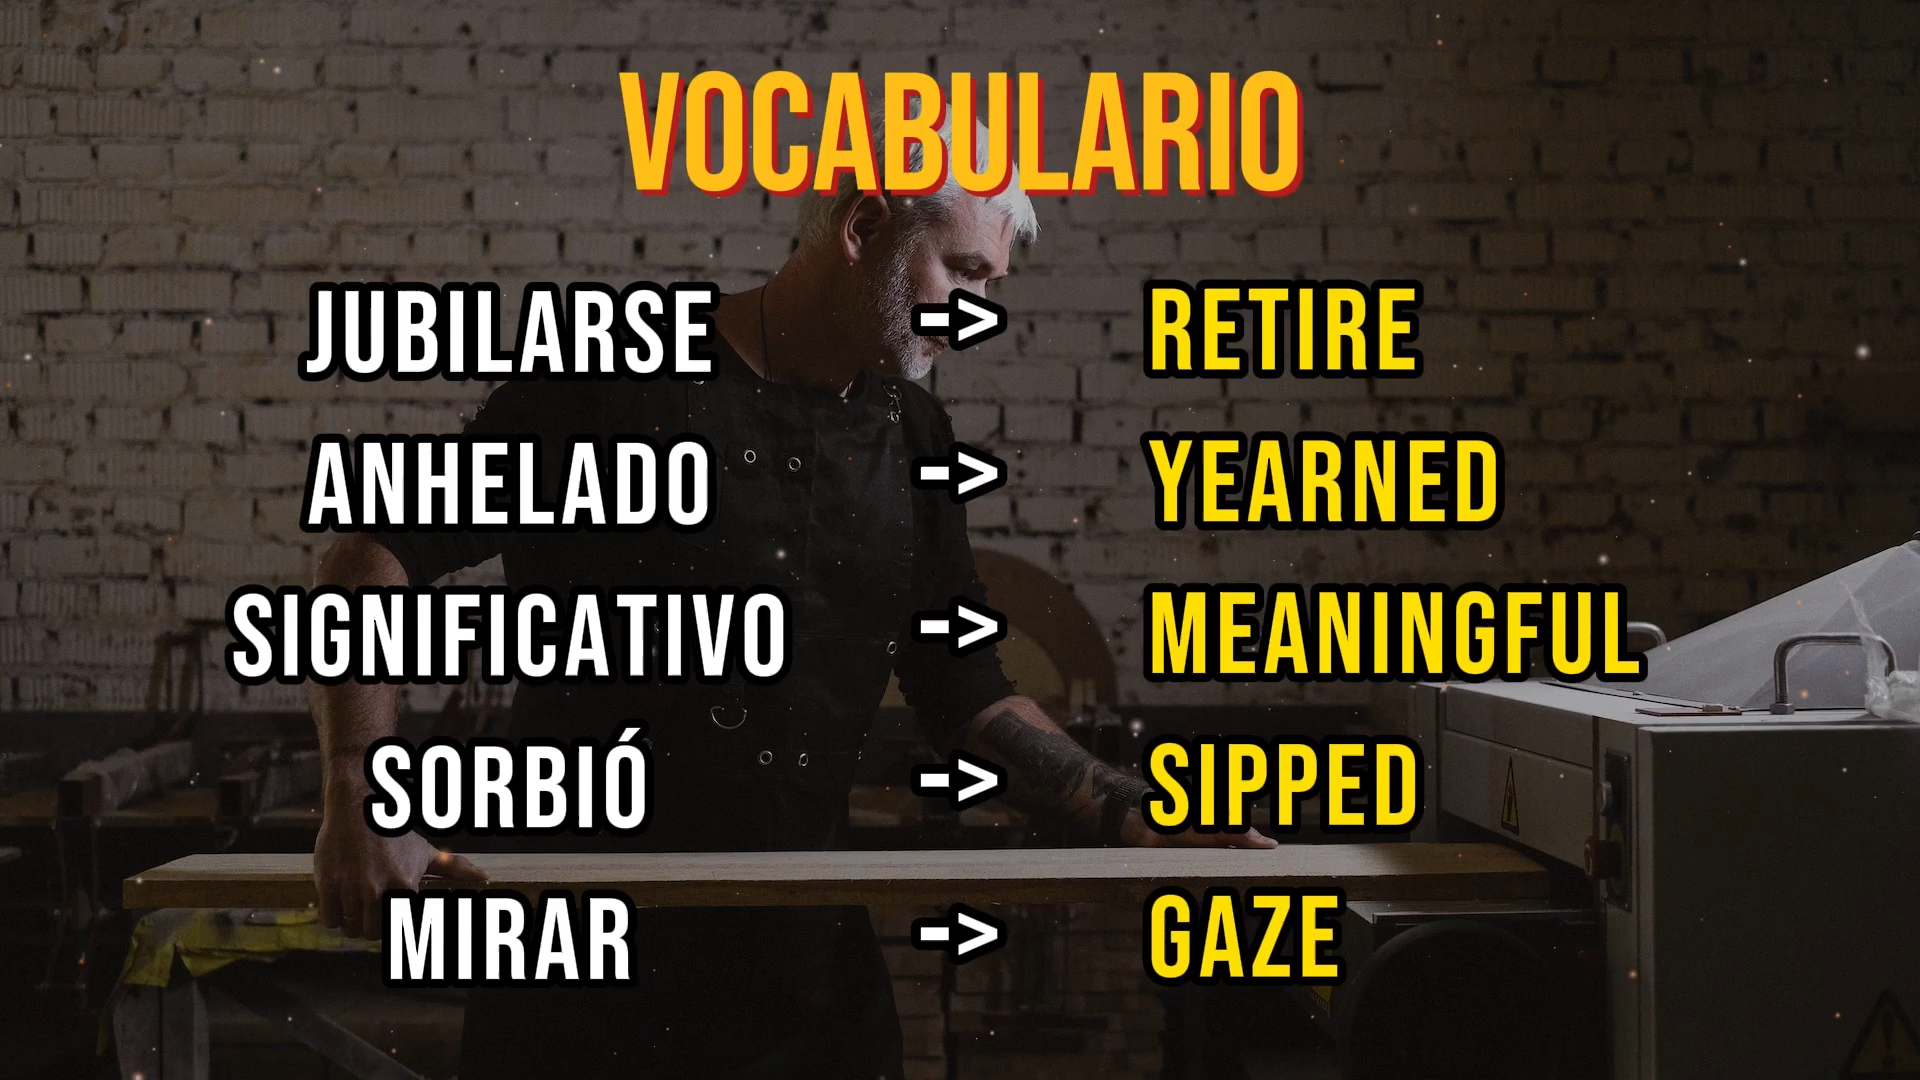 VOCABULARIO
JUBILARSE -> RETIRE
ANHELADO -> YEARNED
SIGNIFICATIVO -> MEANINGFUL
SORBIÓ -> SIPPED
MIRAR -> GAZE